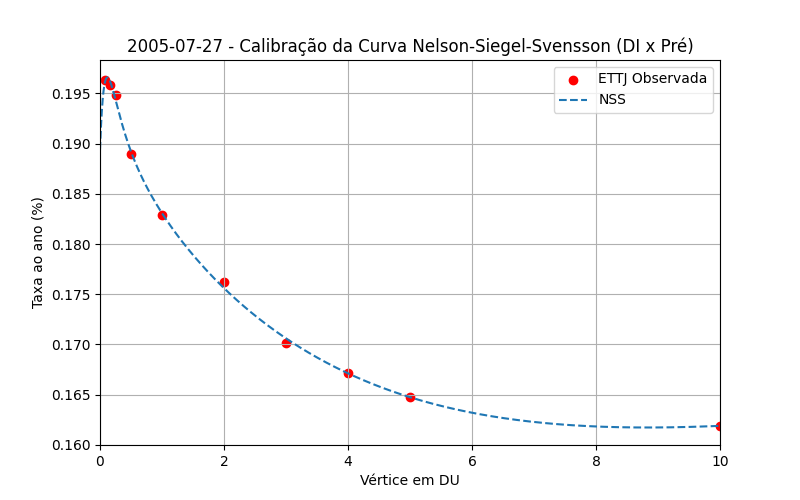 2005-07-27 - Calibração da Curva Nelson-Siegel-Svensson (DI x Pré)
ETTJ Observada
NSS
Taxa ao ano (%)
0.195
0.190
0.185
0.180
0.175
0.170
0.165
0.160
0 2 4 6 8 10
Vértice em DU